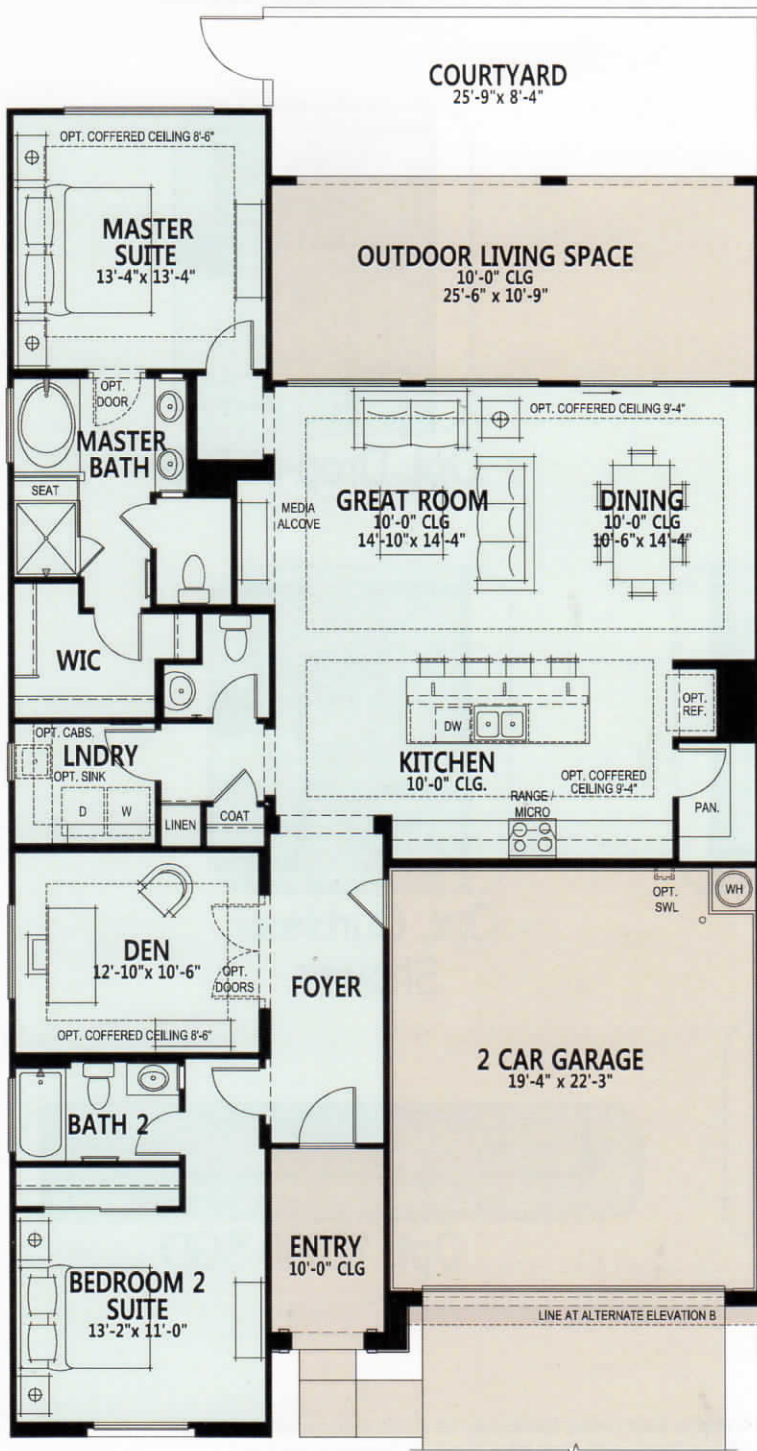 COURTYARD
25'-9"x 8'-4"
OPT. COFFERED CEILING 8'-6"
MASTER
SUITE
13'-4"x 13'-4"
OUTDOOR LIVING SPACE
10'-0" CLG
25'-6" x 10'-9"
OPT.
DOOR
MASTER
BATH
SEAT
OPT. COFFERED CEILING 9'-4"
MEDIA
ALCOVE
GREAT ROOM
10'-0" CLG
14'-10"x 14'-4"
DINING
10'-0" CLG
10'-6"x 14'-4"
WIC
OPT.
REF.
DW
OPT. CABS.
LNDRY
OPT. SINK
D
W
LINEN
COAT
KITCHEN
10'-0" CLG.
OPT. COFFERED
CEILING 9'-4"
RANGE /
MICRO
PAN.
OPT.
SWL
WH
DEN
12'-10"x 10'-6"
OPT.
DOORS
OPT. COFFERED CEILING 8'-6"
FOYER
2 CAR GARAGE
19'-4" x 22'-3"
BATH 2
ENTRY
10'-0" CLG
BEDROOM 2
SUITE
13'-2"x 11'-0"
LINE AT ALTERNATE ELEVATION B